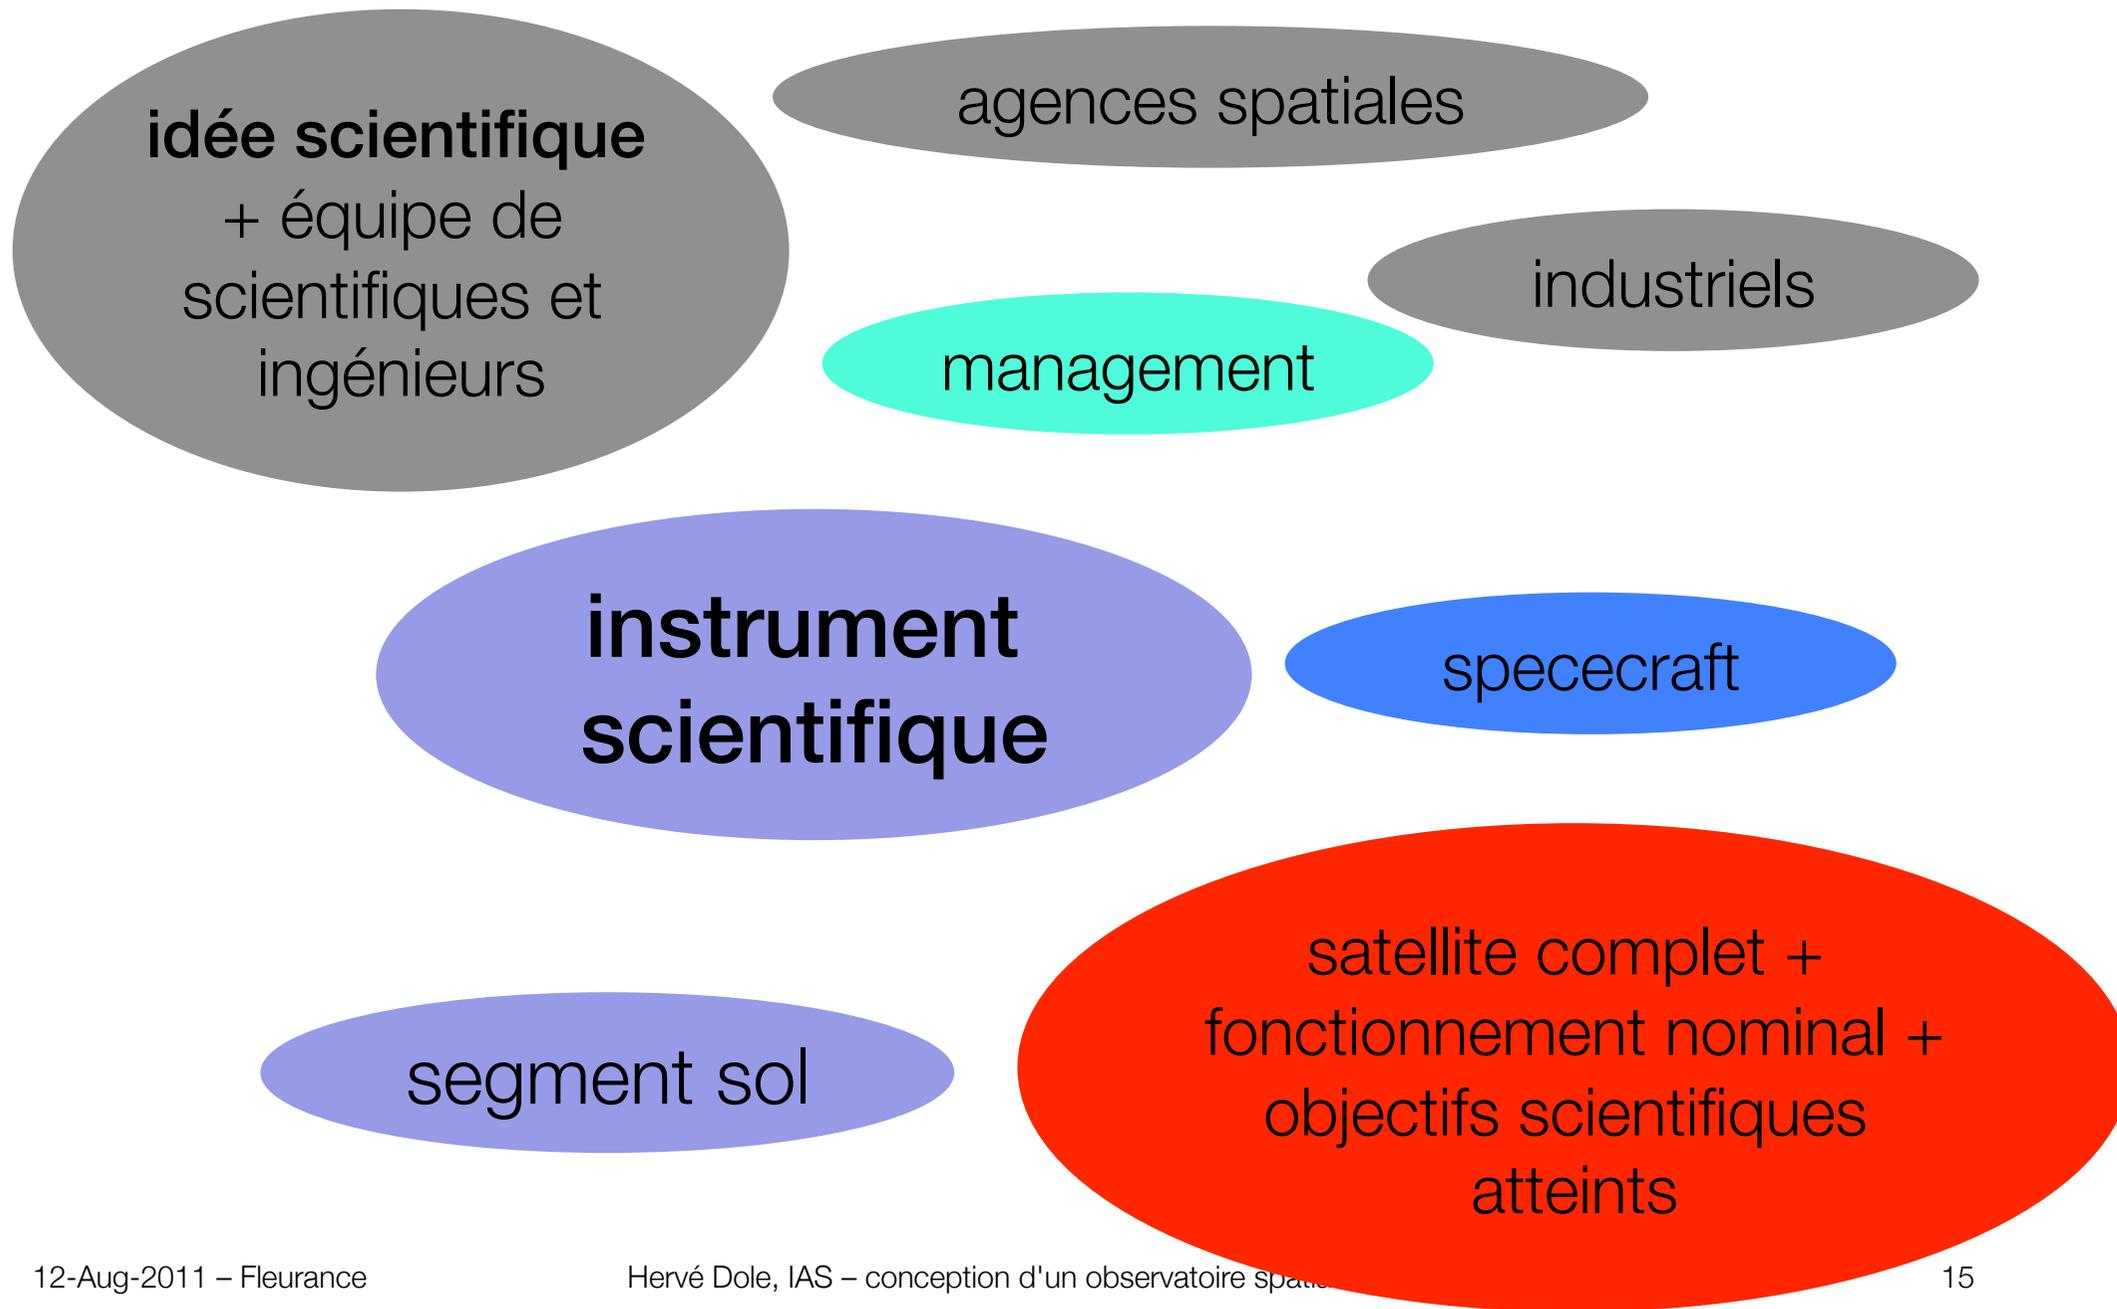 idée scientifique
+ équipe de
scientifiques et
ingénieurs
agences spatiales
industriels
management
instrument
scientifique
spececraft
segment sol
satellite complet +
fonctionnement nominal +
objectifs scientifiques
atteints
12-Aug-2011 – Fleurance
Hervé Dole, IAS – conception d'un observatoire
15